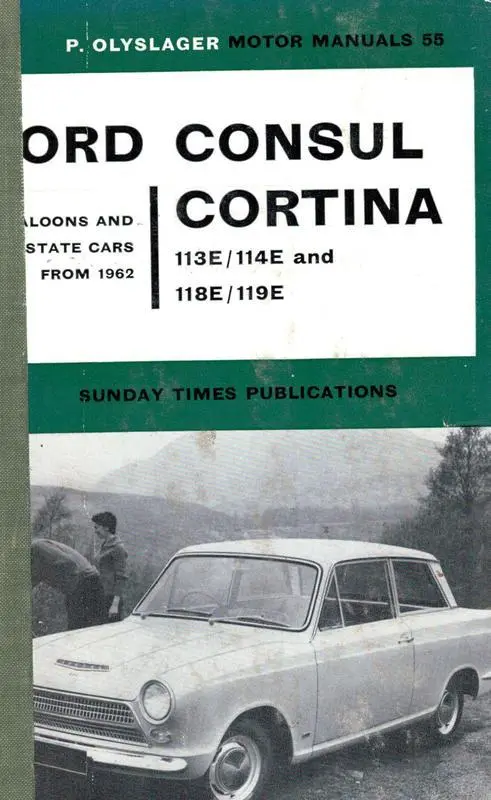 P. OLYSLAGER MOTOR MANUALS 55
ORD CONSUL
CORTINA
ALOONS AND
STATE CARS
FROM 1962
113E/114E and
118E/119E
SUNDAY TIMES PUBLICATIONS